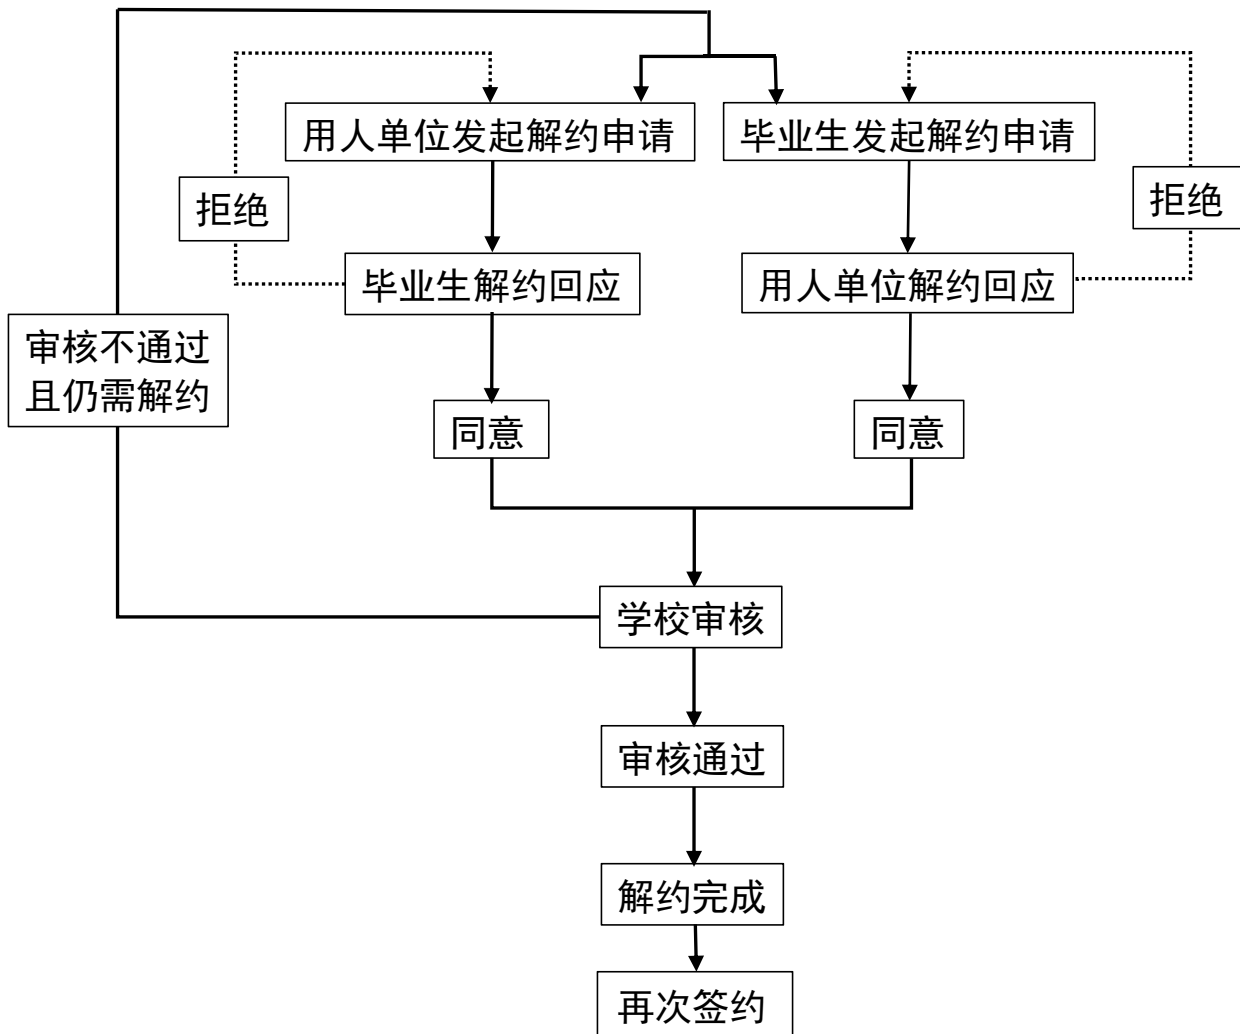 用人单位发起解约申请
毕业生发起解约申请
拒绝
拒绝
毕业生解约回应
用人单位解约回应
审核不通过
且仍需解约
同意
同意
学校审核
审核通过
解约完成
再次签约